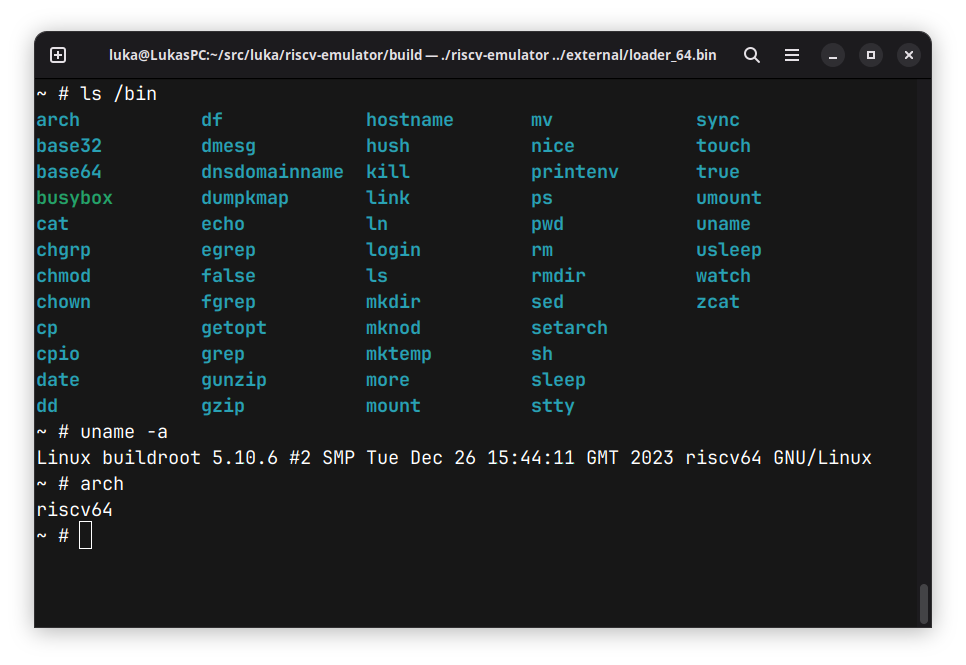 luka@LukasPC:~/src/luka/riscv-emulator/build — ./riscv-emulator ../external/loader_64.bin
~ # ls /bin
arch df hostname mv sync
base32 dmesg hush nice touch
base64 dnsdomainname kill printenv true
busybox dumpkmap link ps umount
cat echo ln pwd uname
chgrp egrep login rm usleep
chmod false ls rmdir watch
chown fgrep mkdir sed zcat
cp getopt mknod setarch
cpio grep mktemp sh
date gunzip more sleep
dd gzip mount stty
~ # uname -a
Linux buildroot 5.10.6 #2 SMP Tue Dec 26 15:44:11 GMT 2023 riscv64 GNU/Linux
~ # arch
riscv64
~ #